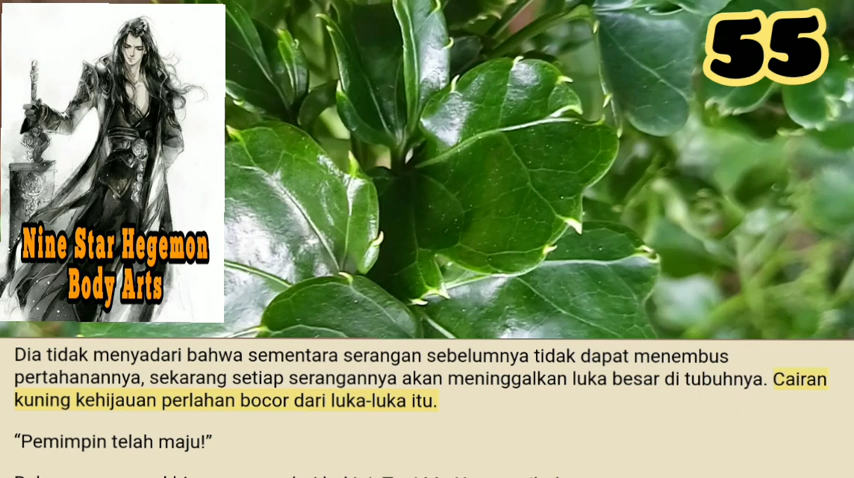 55
Nine Star Hegemon
Body Arts
Dia tidak menyadari bahwa sementara serangan sebelumnya tidak dapat menembus
pertahanannya, sekarang setiap serangannya akan meninggalkan luka besar di tubuhnya. Cairan
kuning kehijauan perlahan bocor dari luka-luka itu.
“Pemimpin telah maju!”